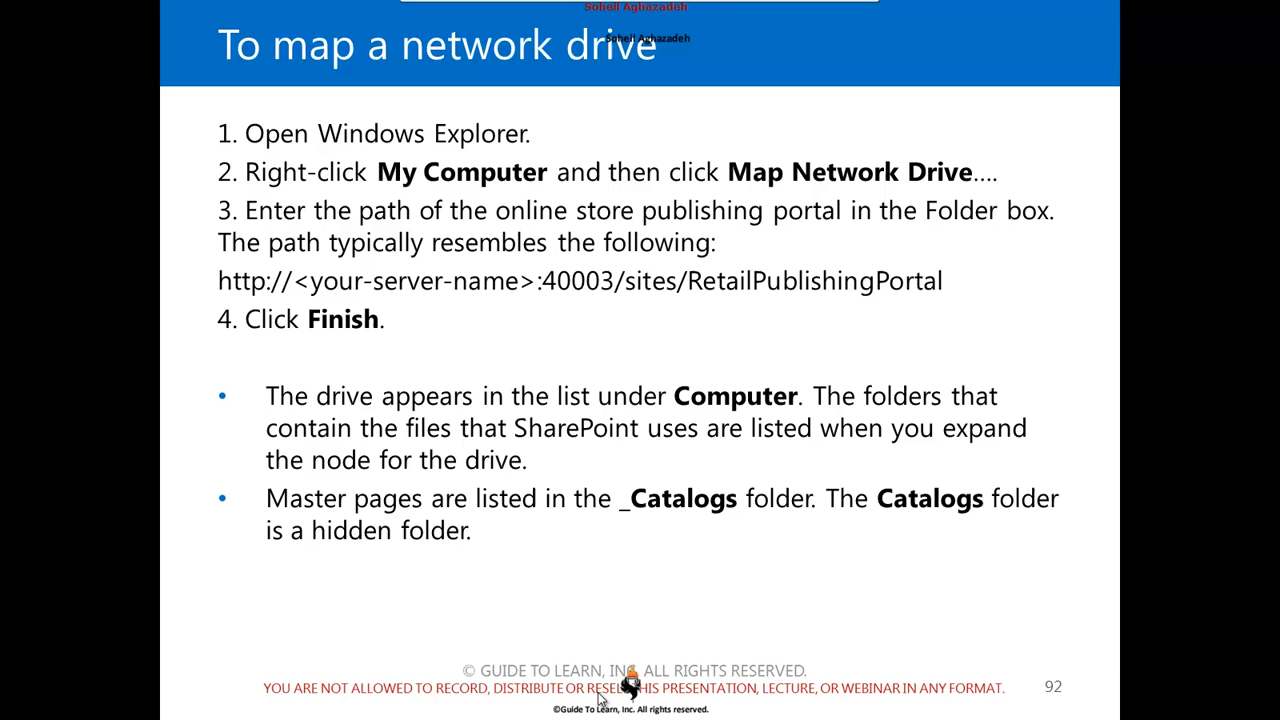 Soheil Aghazadeh
Soheil Aghazadeh
To map a network drive
1. Open Windows Explorer.
2. Right-click My Computer and then click Map Network Drive....
3. Enter the path of the online store publishing portal in the Folder box.
The path typically resembles the following:
http://<your-server-name>:40003/sites/RetailPublishingPortal
4. Click Finish.
• The drive appears in the list under Computer. The folders that
contain the files that SharePoint uses are listed when you expand
the node for the drive.
• Master pages are listed in the _Catalogs folder. The Catalogs folder
is a hidden folder.
© GUIDE TO LEARN, INC. ALL RIGHTS RESERVED.
YOU ARE NOT ALLOWED TO RECORD, DISTRIBUTE OR RESELL THIS PRESENTATION, LECTURE, OR WEBINAR IN ANY FORMAT.
92
©Guide To Learn, Inc. All rights reserved.